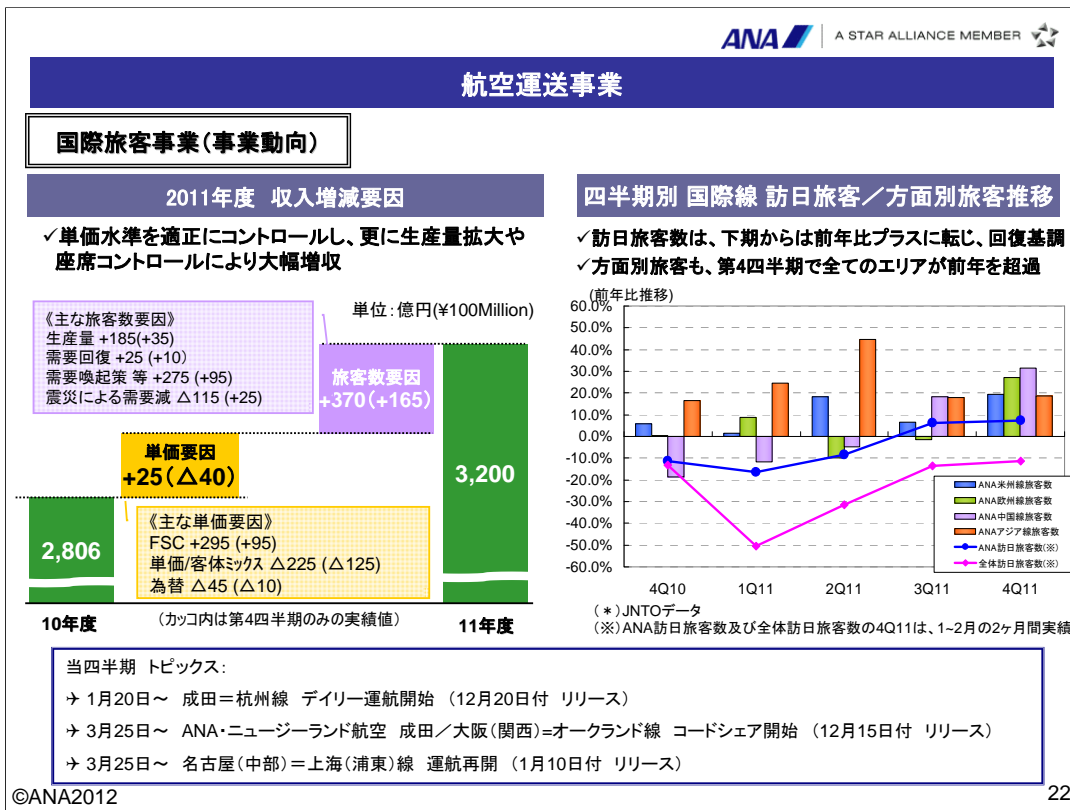 ANA A STAR ALLIANCE MEMBER
航空運送事業
国際旅客事業(事業動向)
2011年度 収入増減要因
✓単価水準を適正にコントロールし、更に生産量拡大や
座席コントロールにより大幅増収
単位:億円(¥100Million)
《主な旅客数要因》
生産量 +185(+35)
需要回復 +25 (+10)
需要喚起策 等 +275 (+95)
震災による需要減 △115 (+25)
旅客数要因
+370(+165)
単価要因
+25(△40)
3,200
2,806
《主な単価要因》
FSC +295 (+95)
単価/客体ミックス △225 (△125)
為替 △45 (△10)
10年度
(カッコ内は第4四半期のみの実績値)
11年度
四半期別 国際線 訪日旅客/方面別旅客推移
✓訪日旅客数は、下期からは前年比プラスに転じ、回復基調
✓方面別旅客も、第4四半期で全てのエリアが前年を超過
(前年比推移)
60.0%
50.0%
40.0%
30.0%
20.0%
10.0%
0.0%
-10.0%
-20.0%
-30.0%
-40.0%
-50.0%
-60.0%
ANA米州線旅客数
ANA欧州線旅客数
ANA中国線旅客数
ANAアジア線旅客数
ANA訪日旅客数(※)
全体訪日旅客数(※)
4Q10 1Q11 2Q11 3Q11 4Q11
(*)JNTOデータ
(※)ANA訪日旅客数及び全体訪日旅客数の4Q11は、1~2月の2ヶ月間実績
当四半期 トピックス:
✈ 1月20日~ 成田=杭州線 デイリー運航開始 (12月20日付 リリース)
✈ 3月25日~ ANA・ニュージーランド航空 成田/大阪(関西)=オークランド線 コードシェア開始 (12月15日付 リリース)
✈ 3月25日~ 名古屋(中部)=上海(浦東)線 運航再開 (1月10日付 リリース)
©ANA2012
22